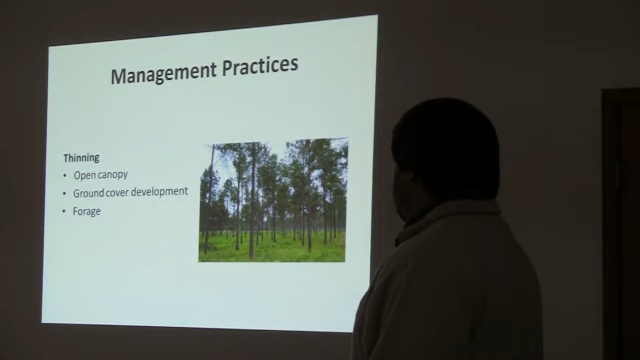 Management Practices
Thinning
• Open canopy
• Ground cover development
• Forage